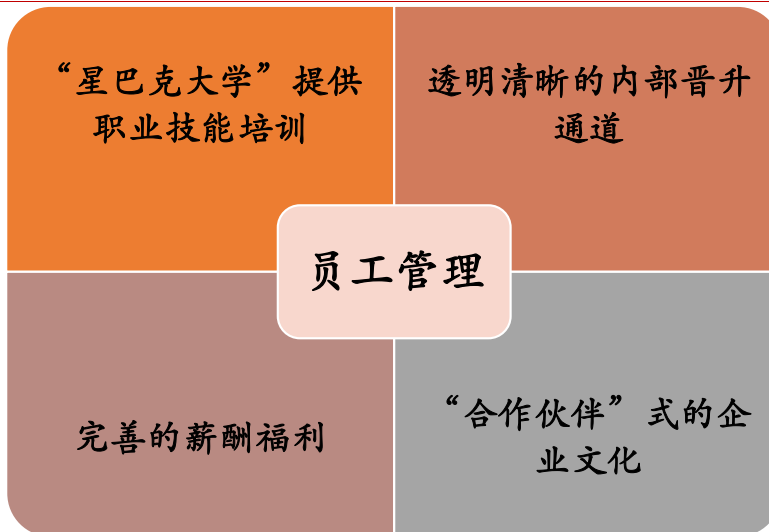 “星巴克大学”提供
职业技能培训
透明清晰的内部晋升
通道
员工管理
完善的薪酬福利
“合作伙伴”式的企
业文化